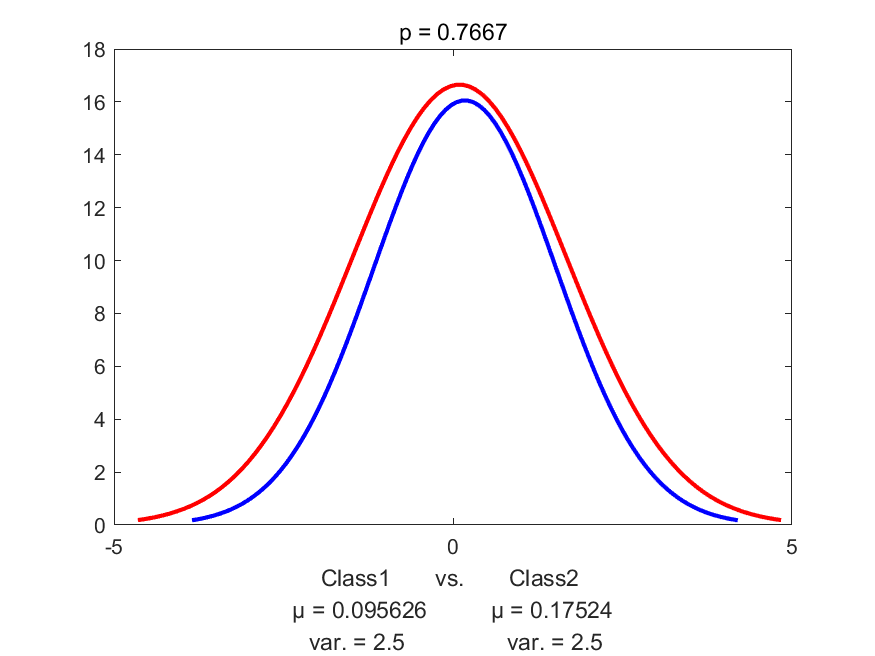 p = 0.7667
18
16
14
12
10
8
6
4
2
0
-5 0 5
Class1 vs. Class2
μ = 0.095626 μ = 0.17524
var. = 2.5 var. = 2.5